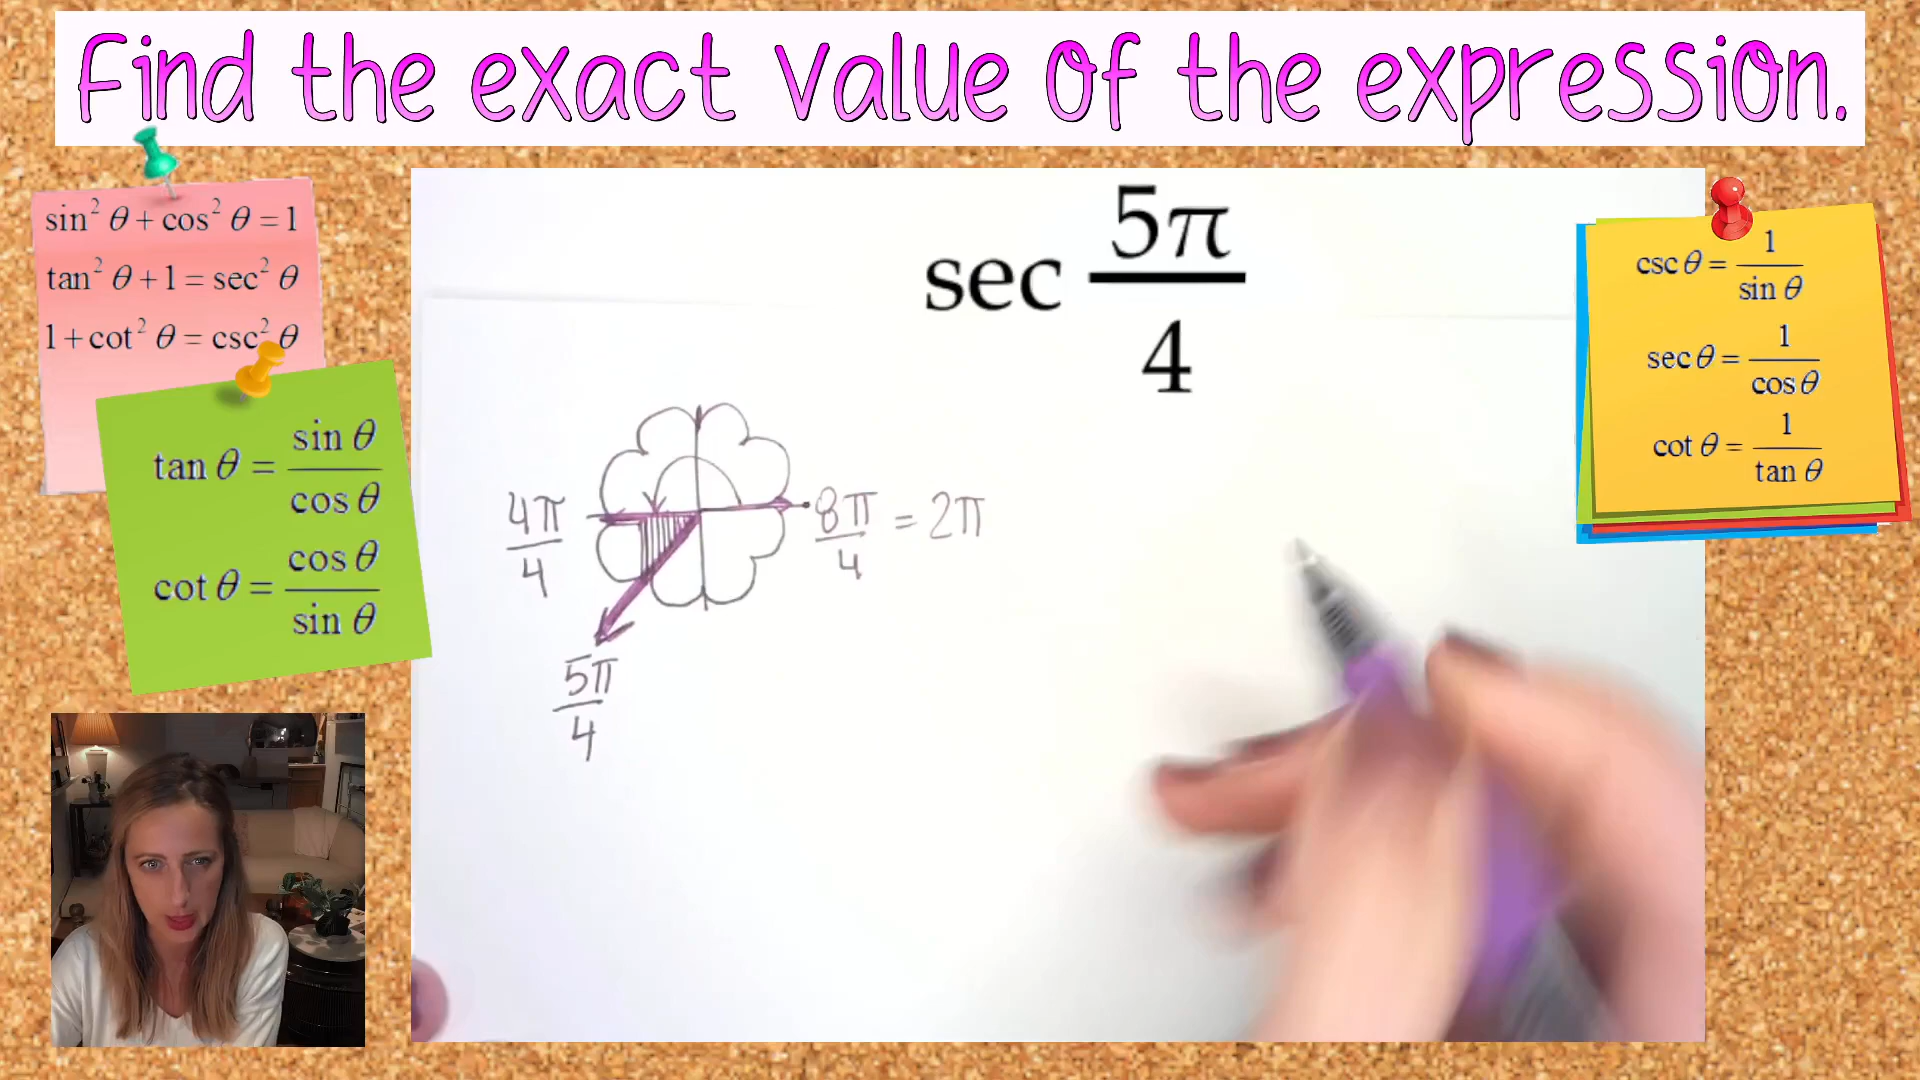 Find the exact value of the expression.
sin² θ + cos² θ = 1
tan² θ + 1 = sec² θ
1 + cot² θ = csc² θ
tan θ = sin θ / cos θ
cot θ = cos θ / sin θ
sec 5π / 4
4π / 4
8π / 4 = 2π
5π / 4
csc θ = 1 / sin θ
sec θ = 1 / cos θ
cot θ = 1 / tan θ